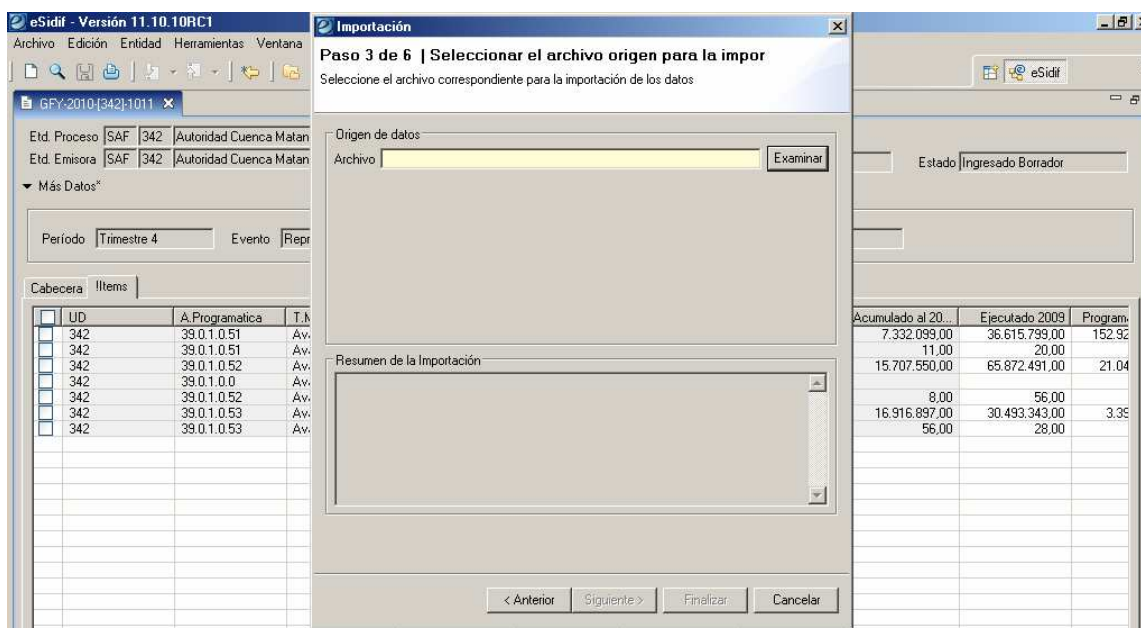 eSidif - Versión 11.10.10RC1
Archivo Edición Entidad Herramientas Ventana
eSidif
GFY-2010-[342]-1011
Etd. Proceso SAF 342 Autoridad Cuenca Matan
Etd. Emisora SAF 342 Autoridad Cuenca Matan
Estado Ingresado Borrador
Más Datos*
Período Trimestre 4 Evento Repr
Cabecera !Items
UD A.Programatica T.M Acumulado al 20... Ejecutado 2009 Program
342 39.0.1.0.51 Av 7.332.099,00 36.615.799,00 152.92
342 39.0.1.0.51 Av 11,00 20,00
342 39.0.1.0.52 Av 15.707.550,00 65.872.491,00 21.04
342 39.0.1.0.0 Av
342 39.0.1.0.52 Av 8,00 56,00
342 39.0.1.0.53 Av 16.916.897,00 30.493.343,00 3.39
342 39.0.1.0.53 Av 56,00 28,00
Importación
Paso 3 de 6 | Seleccionar el archivo origen para la impor
Seleccione el archivo correspondiente para la importación de los datos
Origen de datos
Archivo Examinar
Resumen de la Importación
< Anterior Siguiente > Finalizar Cancelar